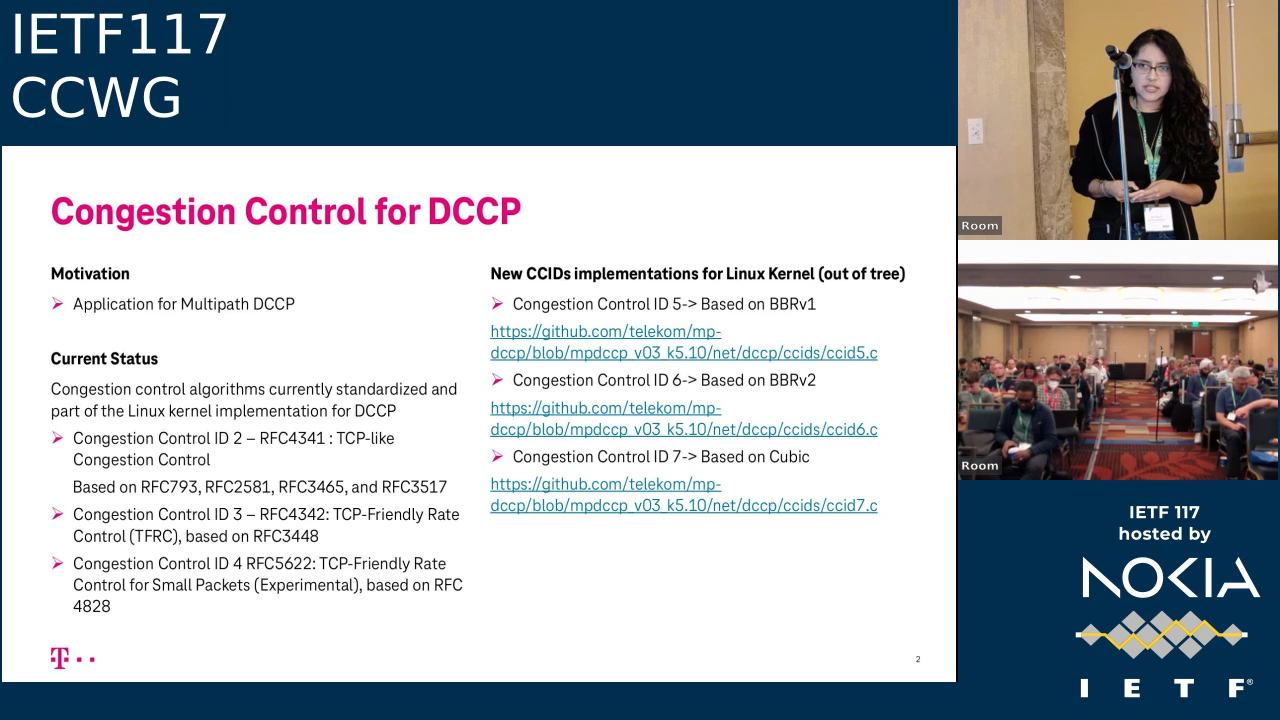 IETF117
CCWG
Congestion Control for DCCP
Motivation
Application for Multipath DCCP
Current Status
Congestion control algorithms currently standardized and
part of the Linux kernel implementation for DCCP
Congestion Control ID 2 – RFC4341 : TCP-like
Congestion Control
Based on RFC793, RFC2581, RFC3465, and RFC3517
Congestion Control ID 3 – RFC4342: TCP-Friendly Rate
Control (TFRC), based on RFC3448
Congestion Control ID 4 RFC5622: TCP-Friendly Rate
Control for Small Packets (Experimental), based on RFC
4828
New CCIDs implementations for Linux Kernel (out of tree)
Congestion Control ID 5-> Based on BBRv1
https://github.com/telekom/mp-
dccp/blob/mpdccp_v03_k5.10/net/dccp/ccids/ccid5.c
Congestion Control ID 6-> Based on BBRv2
https://github.com/telekom/mp-
dccp/blob/mpdccp_v03_k5.10/net/dccp/ccids/ccid6.c
Congestion Control ID 7-> Based on Cubic
https://github.com/telekom/mp-
dccp/blob/mpdccp_v03_k5.10/net/dccp/ccids/ccid7.c
T
2
Room
Room
IETF 117
hosted by
NOKIA
I E T F®